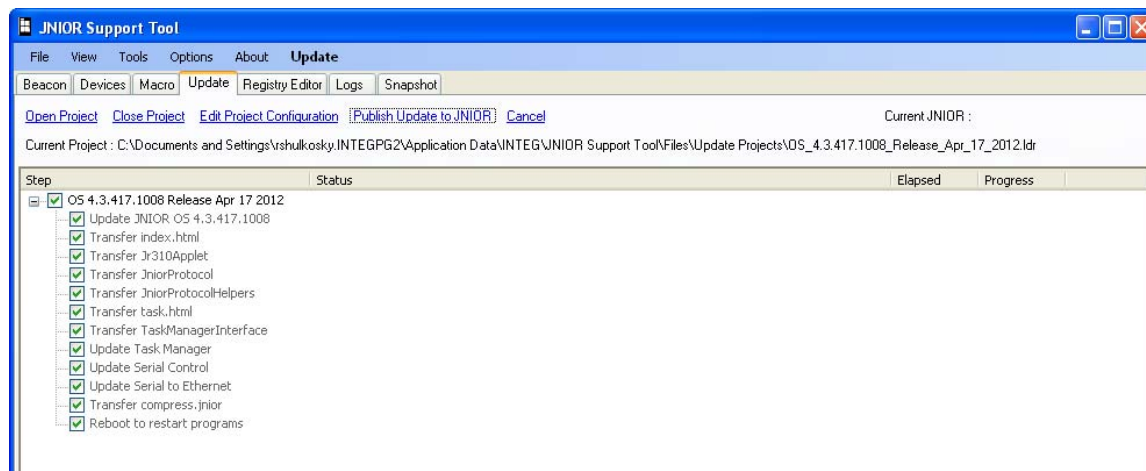 JNIOR Support Tool
File View Tools Options About Update
Beacon Devices Macro Update Registry Editor Logs Snapshot
Open Project Close Project Edit Project Configuration Publish Update to JNIOR Cancel Current JNIOR :
Current Project : C:\Documents and Settings\rshulkosky.INTEGPG2\Application Data\INTEG\JNIOR Support Tool\Files\Update Projects\OS_4.3.417.1008_Release_Apr_17_2012.ldr
Step Status Elapsed Progress
OS 4.3.417.1008 Release Apr 17 2012
Update JNIOR OS 4.3.417.1008
Transfer index.html
Transfer Jr310Applet
Transfer JniorProtocol
Transfer JniorProtocolHelpers
Transfer task.html
Transfer TaskManagerInterface
Update Task Manager
Update Serial Control
Update Serial to Ethernet
Transfer compress.jnior
Reboot to restart programs